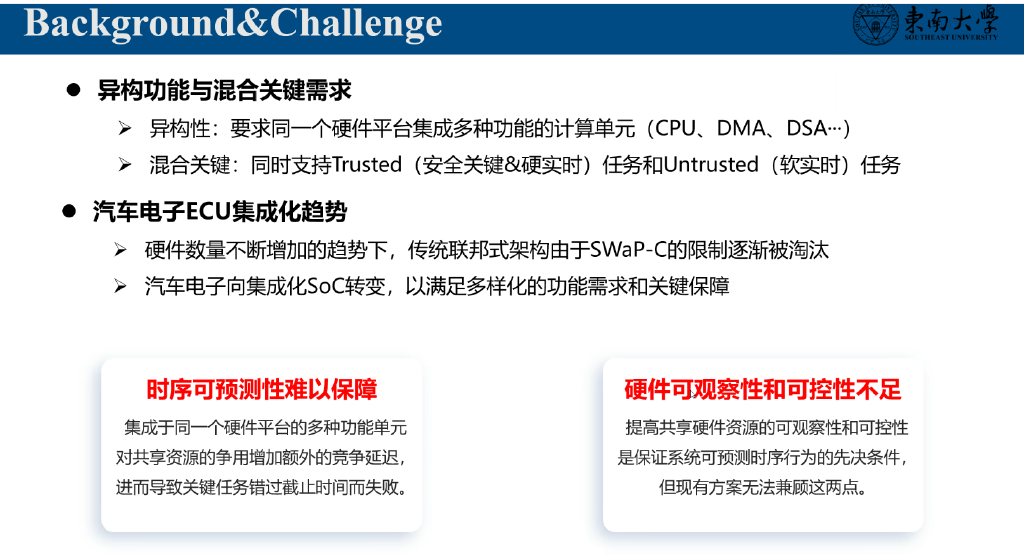 Background&Challenge
東南大學
SOUTHEAST UNIVERSITY
● 异构功能与混合关键需求
➢ 异构性：要求同一个硬件平台集成多种功能的计算单元（CPU、DMA、DSA···）
➢ 混合关键：同时支持Trusted（安全关键&硬实时）任务和Untrusted（软实时）任务
● 汽车电子ECU集成化趋势
➢ 硬件数量不断增加的趋势下，传统联邦式架构由于SWaP-C的限制逐渐被淘汰
➢ 汽车电子向集成化SoC转变，以满足多样化的功能需求和关键保障
时序可预测性难以保障
集成于同一个硬件平台的多种功能单元
对共享资源的争用增加额外的竞争延迟，
进而导致关键任务错过截止时间而失败。
硬件可观察性和可控性不足
提高共享硬件资源的可观察性和可控性
是保证系统可预测时序行为的先决条件，
但现有方案无法兼顾这两点。